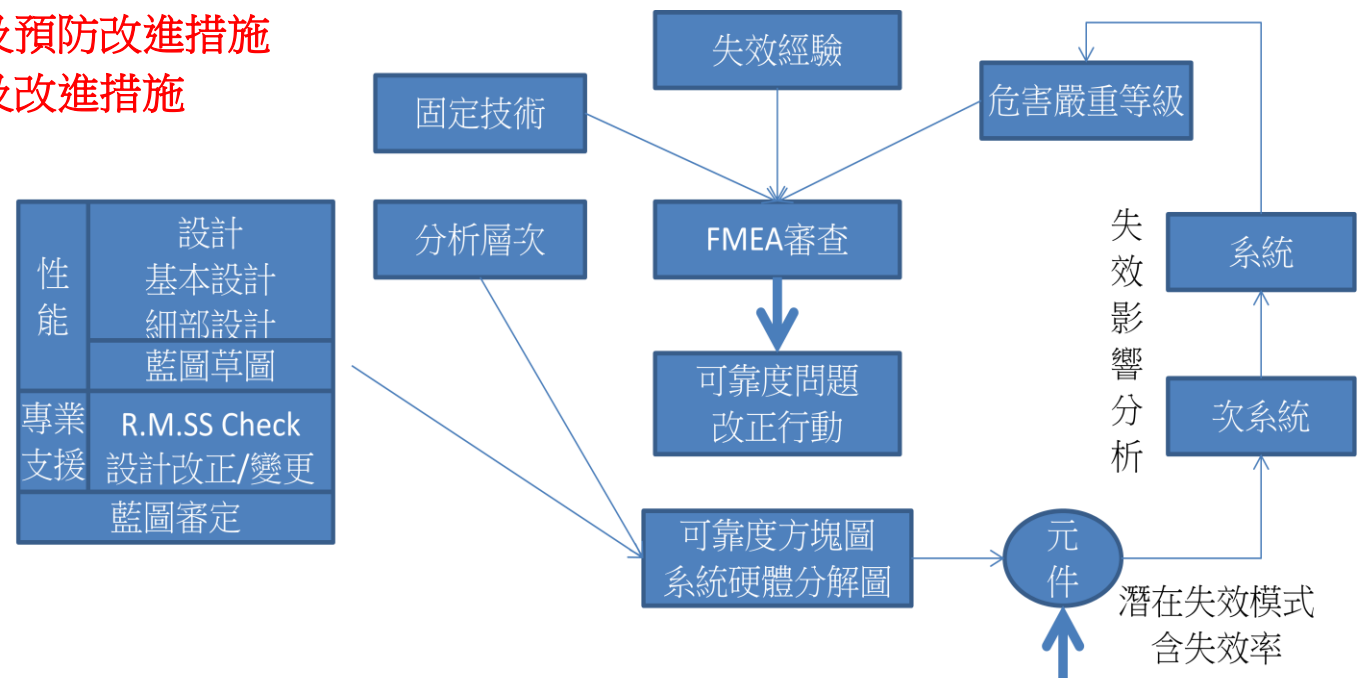 及預防改進措施
及改進措施
失效經驗
固定技術
危害嚴重等級
性
能
設計
基本設計
細部設計
藍圖草圖
專業
支援
R.M.SS Check
設計改正/變更
藍圖審定
分析層次
FMEA審查
可靠度問題
改正行動
失
效
影
響
分
析
系統
次系統
可靠度方塊圖
系統硬體分解圖
元
件
潛在失效模式
含失效率